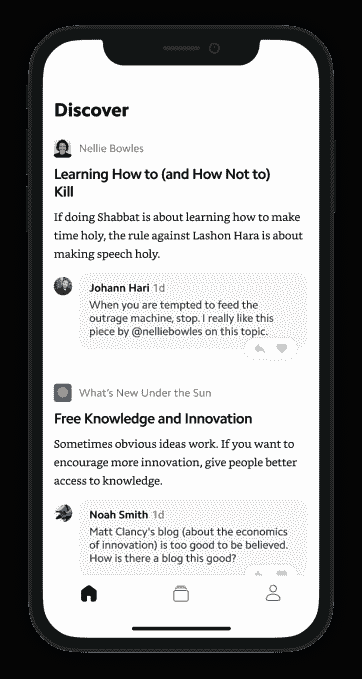 Discover
Nellie Bowles
Learning How to (and How Not to)
Kill
If doing Shabbat is about learning how to make
time holy, the rule against Lashon Hara is about
making speech holy.
Johann Hari 1d
When you are tempted to feed the
outrage machine, stop. I really like this
piece by @nelliebowles on this topic.
What's New Under the Sun
Free Knowledge and Innovation
Sometimes obvious ideas work. If you want to
encourage more innovation, give people better
access to knowledge.
Noah Smith 1d
Matt Clancy's blog (about the economics
of innovation) is too good to be believed.
How is there a blog this good?